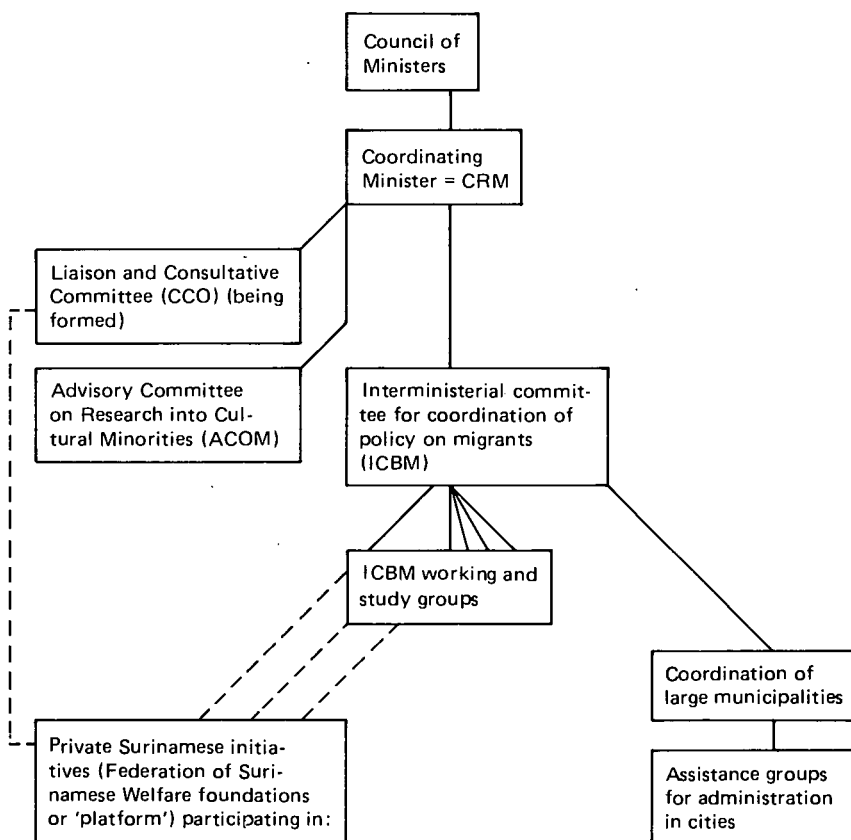 Council of
Ministers
Coordinating
Minister = CRM
Liaison and Consultative
Committee (CCO) (being
formed)
Advisory Committee
on Research into Cul-
tural Minorities (ACOM)
Interministerial commit-
tee for coordination of
policy on migrants
(ICBM)
ICBM working and
study groups
Coordination of
large municipalities
Private Surinamese initia-
tives (Federation of Suri-
namese Welfare foundations
or 'platform') participating in:
Assistance groups
for administration
in cities